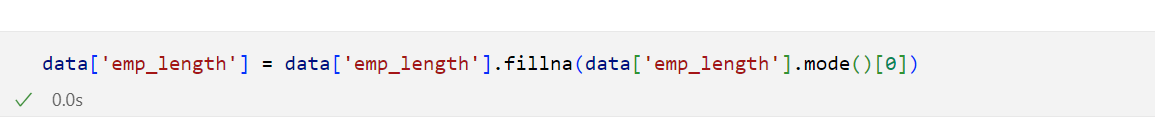 data['emp_length'] = data['emp_length'].fillna(data['emp_length'].mode()[0])
✓ 0.0s